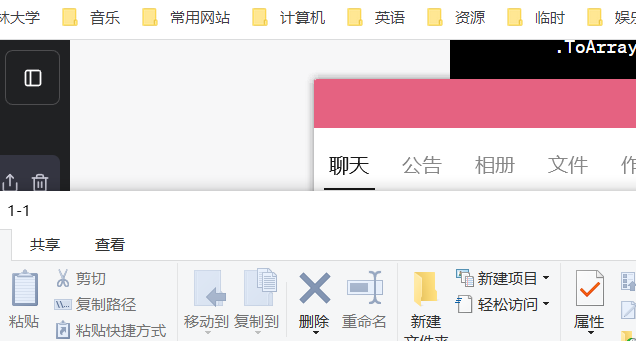 林大学 音乐 常用网站 计算机 英语 资源 临时
.ToArray
聊天 公告 相册 文件
1-1
共享 查看
剪切
复制路径
粘贴快捷方式
粘贴
移动到 复制到 删除 重命名
新建项目
轻松访问
新建
文件夹
属性